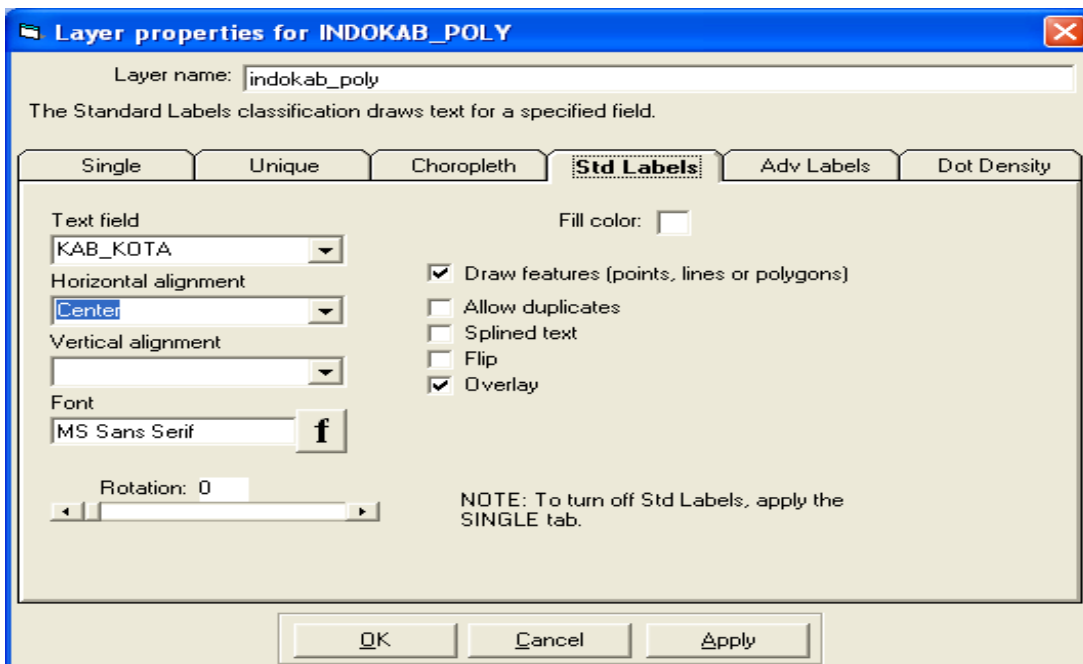 Layer properties for INDOKAB_POLY
Layer name: indokab_poly
The Standard Labels classification draws text for a specified field.
Single Unique Choropleth Std Labels Adv Labels Dot Density
Text field
KAB_KOTA
Horizontal alignment
Center
Vertical alignment
Font
MS Sans Serif f
Rotation: 0
Fill color:
Draw features (points, lines or polygons)
Allow duplicates
Splined text
Flip
Overlay
NOTE: To turn off Std Labels, apply the
SINGLE tab.
OK Cancel Apply